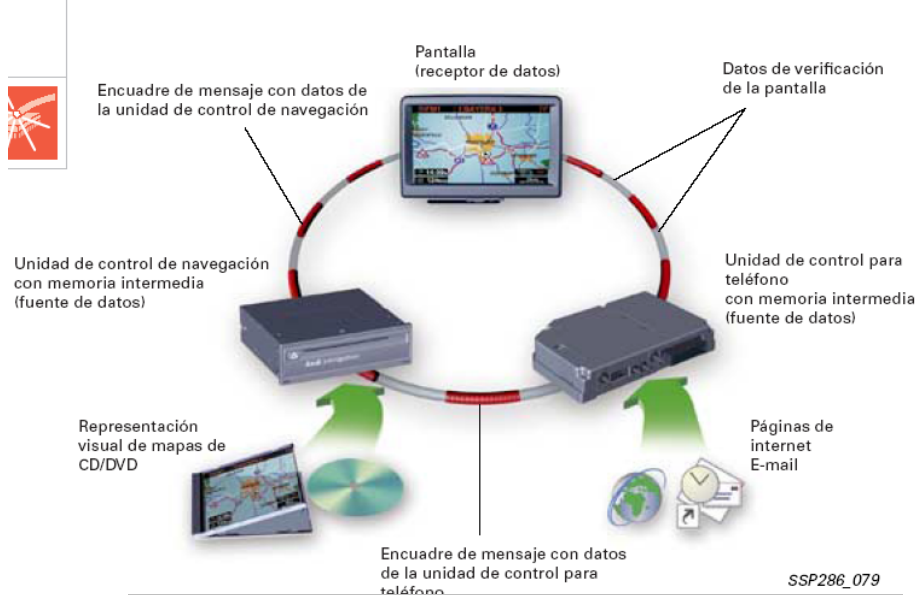 Pantalla
(receptor de datos)
Datos de verificación
de la pantalla
Encuadre de mensaje con datos de
la unidad de control de navegación
Unidad de control de navegación
con memoria intermedia
(fuente de datos)
Unidad de control para
teléfono
con memoria intermedia
(fuente de datos)
Representación
visual de mapas de
CD/DVD
Páginas de
internet
E-mail
Encuadre de mensaje con datos
de la unidad de control para
teléfono
SSP286_079